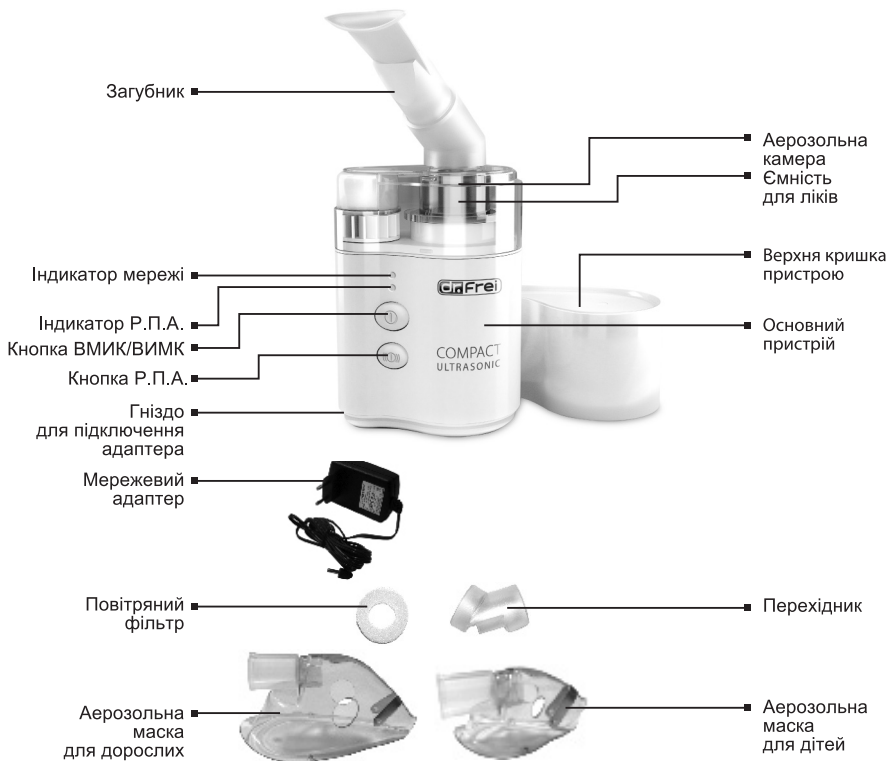 Загубник
Аерозольна
камера
Ємність
для ліків
Індикатор мережі
Верхня кришка
пристрою
dr.Frei
Індикатор Р.П.А.
Основний
пристрій
Кнопка ВМИК/ВИМК
COMPACT
ULTRASONIC
Кнопка Р.П.А.
Гніздо
для підключення
адаптера
Мережевий
адаптер
Повітряний
фільтр
Перехідник
Аерозольна
маска
для дорослих
Аерозольна
маска
для дітей